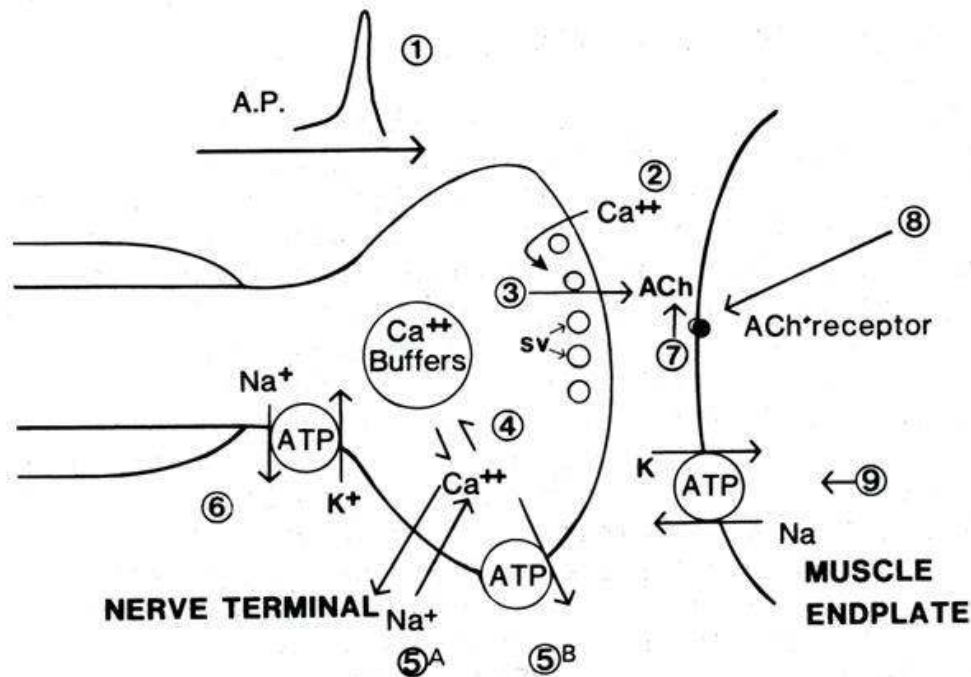 ①
A.P.
②
Ca⁺⁺
⑧
③
ACh
ACh⁺receptor
Ca⁺⁺
Buffers
sv
⑦
Na⁺
ATP
④
K
ATP
⑨
K⁺
Ca⁺⁺
⑥
Na
ATP
MUSCLE
ENDPLATE
NERVE TERMINAL
Na⁺
⑤ᴬ
⑤ᴮ